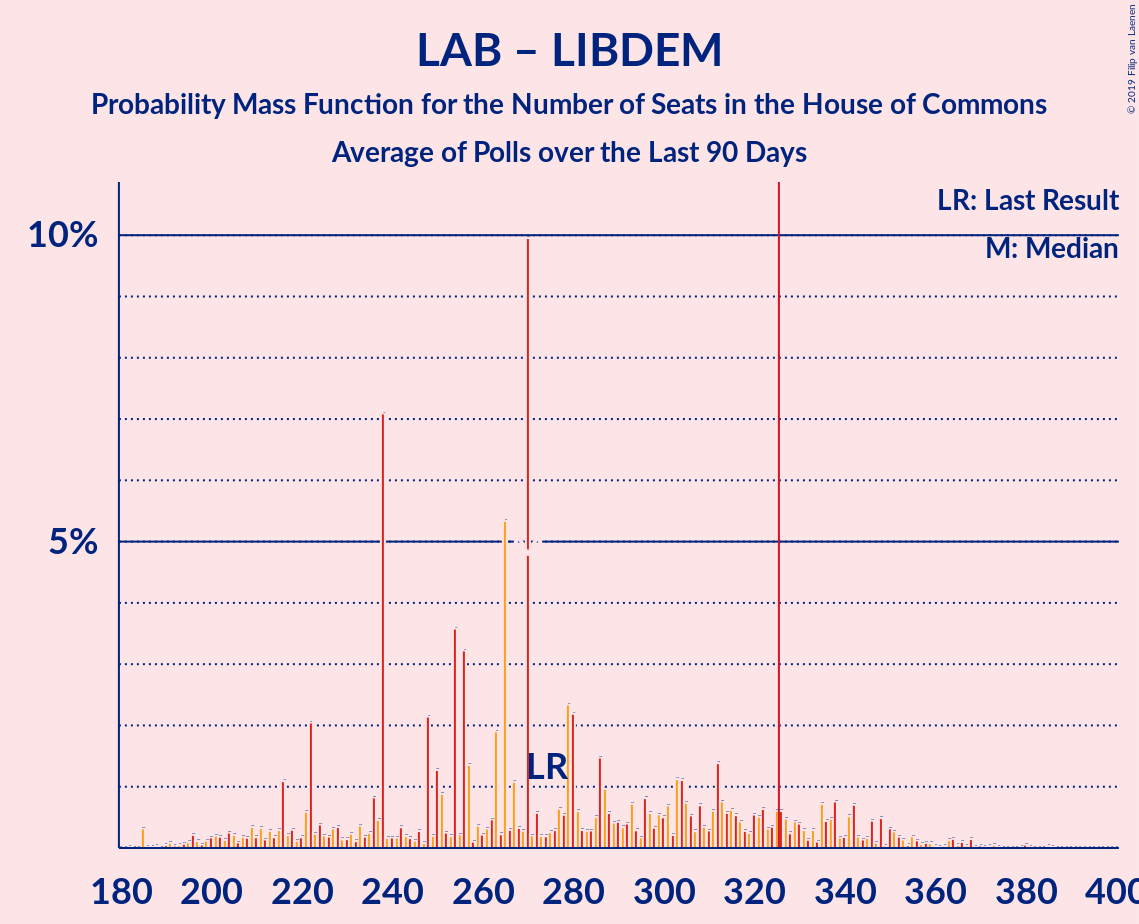 LAB – LIBDEM
Probability Mass Function for the Number of Seats in the House of Commons
Average of Polls over the Last 90 Days
© 2019 Filip van Laenen
LR: Last Result
M: Median
10%
5%
LR
180 200 220 240 260 280 300 320 340 360 380 400